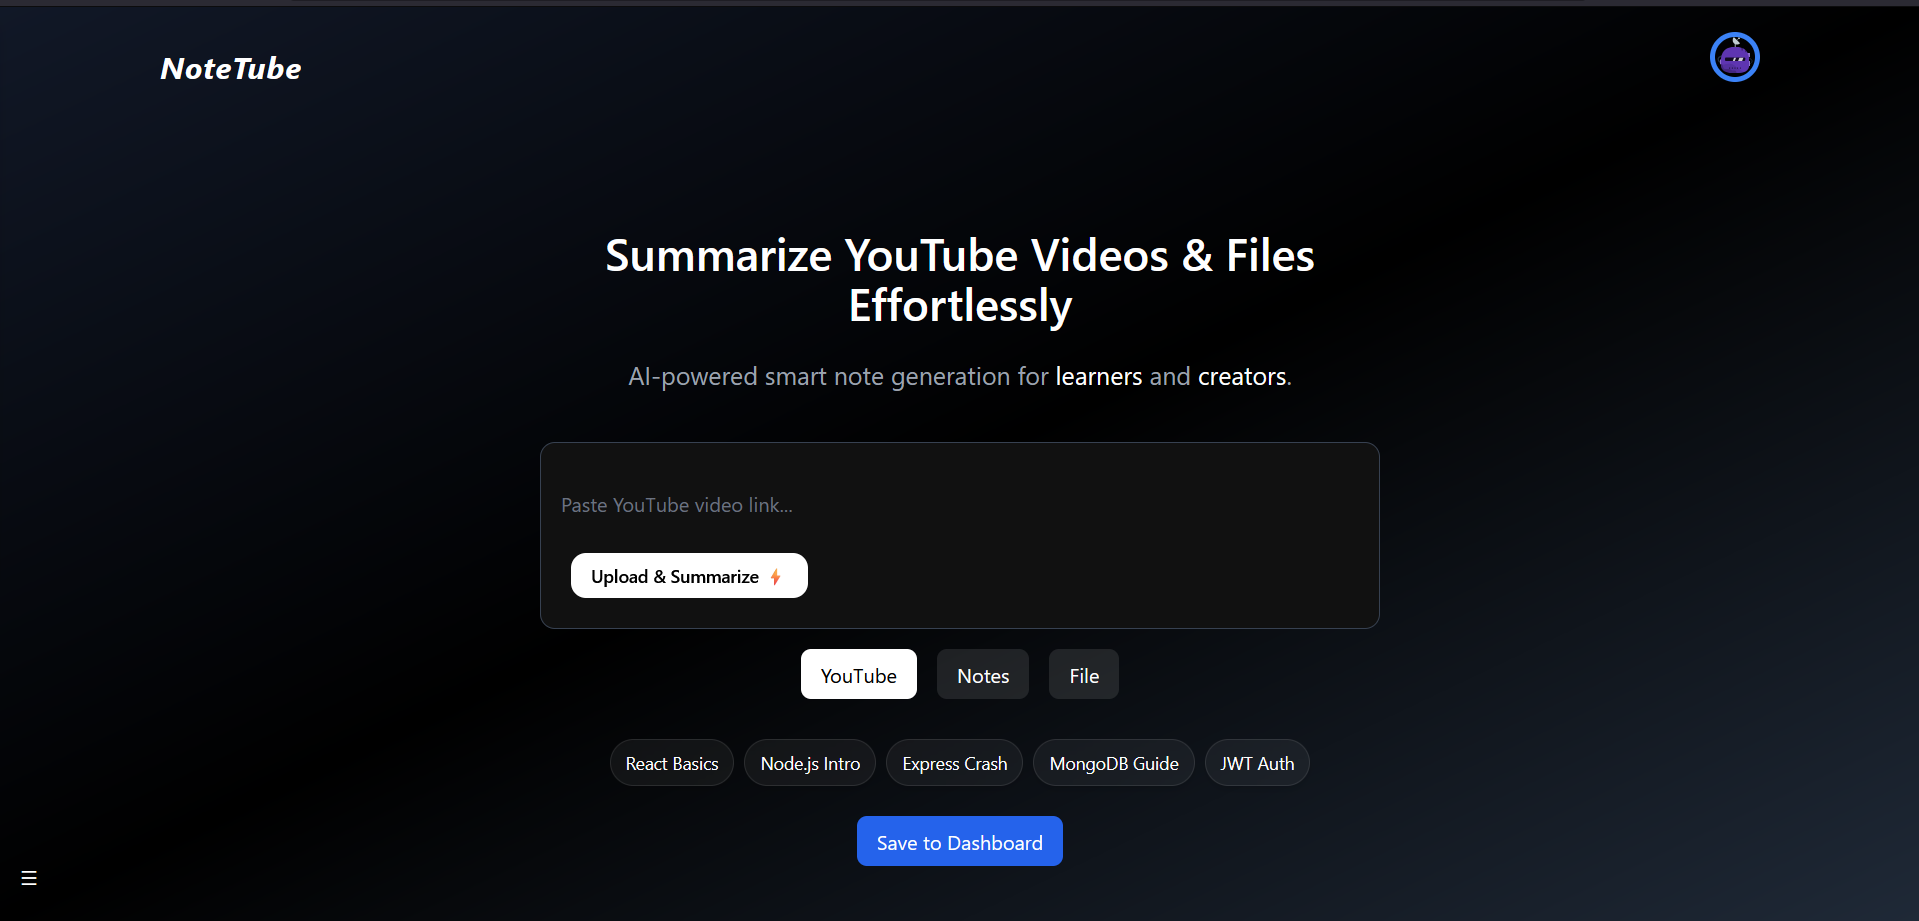 NoteTube
Summarize YouTube Videos & Files
Effortlessly
AI-powered smart note generation for learners and creators.
Paste YouTube video link...
Upload & Summarize
YouTube
Notes
File
React Basics
Node.js Intro
Express Crash
MongoDB Guide
JWT Auth
Save to Dashboard